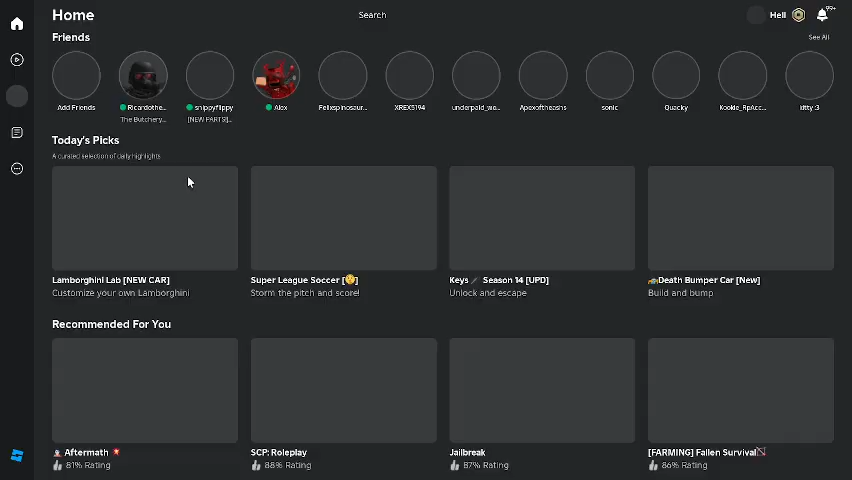 Home
Search
Hell
99+
Friends
See All
Add Friends
Ricardothe...
The Butchery...
snippyflippy
[NEW PARTS]...
Alex
Felixspinosaur...
XREX5194
underpaid_wo...
Apexoftheashs
sonic
Quacky
Kookie_RpAcc...
kitty :3
Today's Picks
A curated selection of daily highlights
Lamborghini Lab [NEW CAR]
Customize your own Lamborghini
Super League Soccer [😲]
Storm the pitch and score!
Keys🗡️ Season 14 [UPD]
Unlock and escape
🚗Death Bumper Car [New]
Build and bump
Recommended For You
Aftermath
81% Rating
SCP: Roleplay
88% Rating
Jailbreak
87% Rating
[FARMING] Fallen Survival🏹
86% Rating